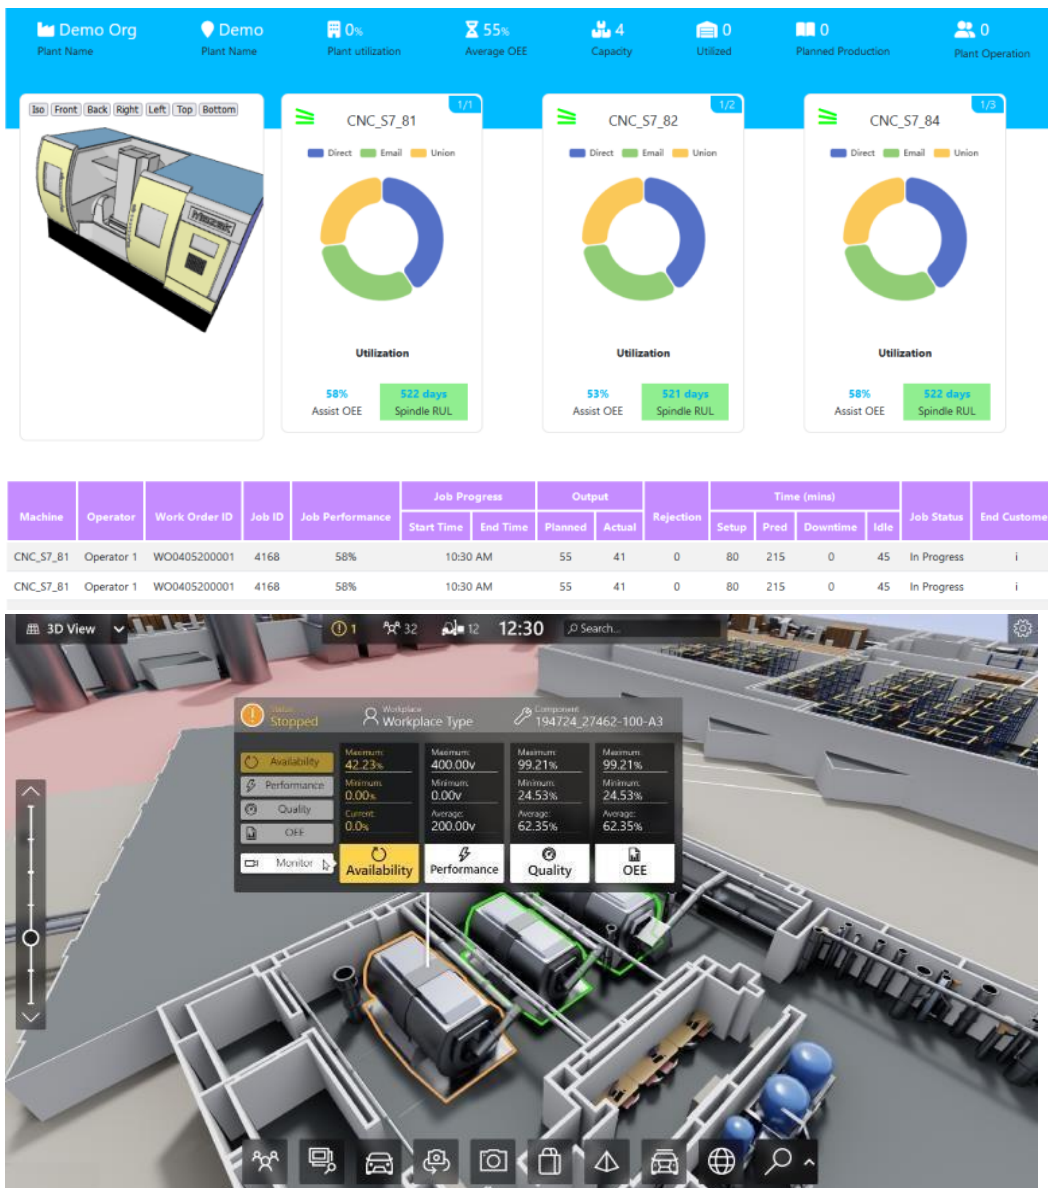 Demo Org
Plant Name
Demo
Plant Name
0%
Plant utilization
55%
Average OEE
4
Capacity
0
Utilized
0
Planned Production
0
Plant Operation
Iso Front Back Right Left Top Bottom
1/1
CNC_S7_81
Direct Email Union
Utilization
58% 522 days
Assist OEE Spindle RUL
1/2
CNC_S7_82
Direct Email Union
Utilization
53% 521 days
Assist OEE Spindle RUL
1/3
CNC_S7_84
Direct Email Union
Utilization
58% 522 days
Assist OEE Spindle RUL
Machine Operator Work Order ID Job ID Job Performance Job Progress Output Rejection Time (mins) Job Status End Custome
Start Time End Time Planned Actual Setup Pred Downtime Idle
CNC_S7_81 Operator 1 WO0405200001 4168 58% 10:30 AM 55 41 0 80 215 0 45 In Progress i
CNC_S7_81 Operator 1 WO0405200001 4168 58% 10:30 AM 55 41 0 80 215 0 45 In Progress i
3D View 1 32 12 12:30 Search...
Status
Stopped
Workplace
Workplace Type
Component
194724_27462-100-A3
Availability
Performance
Quality
OEE
Monitor
Maximum:
42.23%
Minimum:
0.00%
Current:
0.0%
Availability
Maximum:
400.00v
Minimum:
0.00v
Average:
200.00v
Performance
Maximum:
99.21%
Minimum:
24.53%
Average:
62.35%
Quality
Maximum:
99.21%
Minimum:
24.53%
Average:
62.35%
OEE